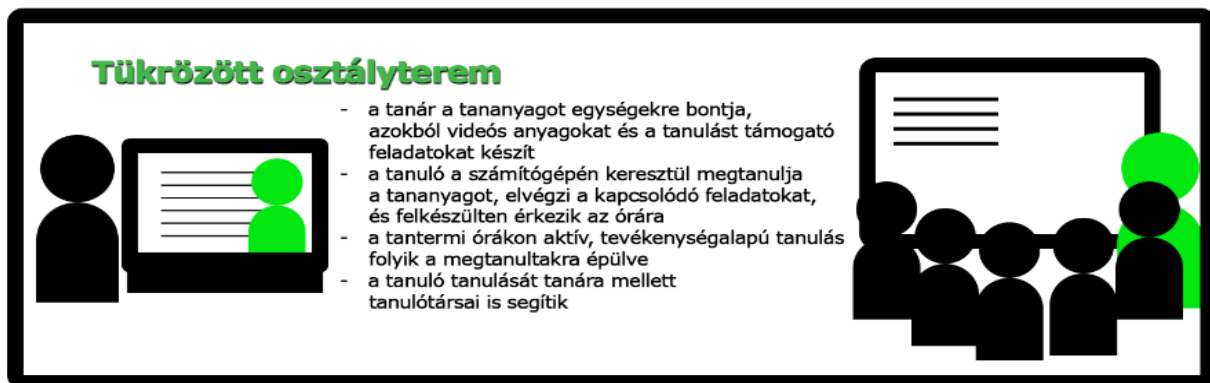 Tükrözött osztályterem
- a tanár a tananyagot egységekre bontja,
azokból videós anyagokat és a tanulást támogató
feladatokat készít
- a tanuló a számítógépén keresztül megtanulja
a tananyagot, elvégzi a kapcsolódó feladatokat,
és felkészülten érkezik az órára
- a tantermi órákon aktív, tevékenységalapú tanulás
folyik a megtanultakra épülve
- a tanuló tanulását tanára mellett
tanulótársai is segítik